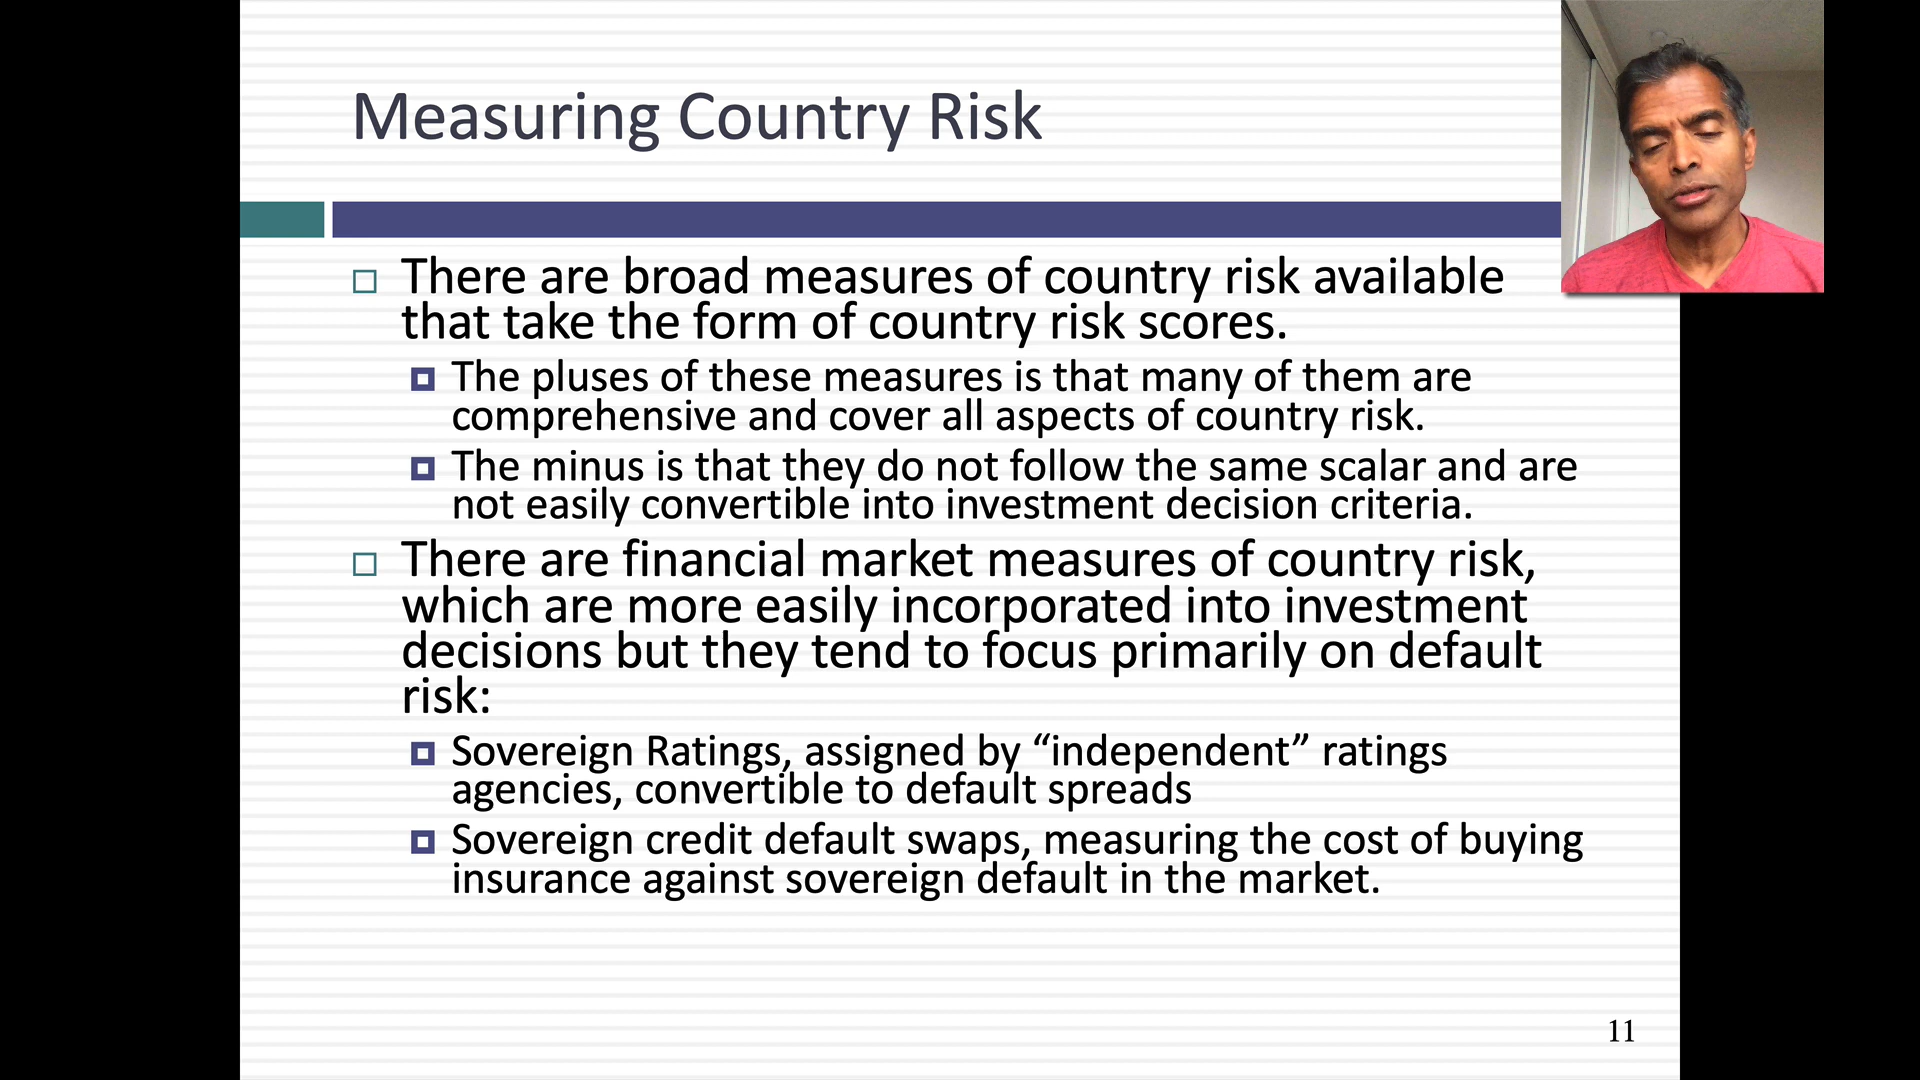 Measuring Country Risk
There are broad measures of country risk available
that take the form of country risk scores.
The pluses of these measures is that many of them are
comprehensive and cover all aspects of country risk.
The minus is that they do not follow the same scalar and are
not easily convertible into investment decision criteria.
There are financial market measures of country risk,
which are more easily incorporated into investment
decisions but they tend to focus primarily on default
risk:
Sovereign Ratings, assigned by “independent” ratings
agencies, convertible to default spreads
Sovereign credit default swaps, measuring the cost of buying
insurance against sovereign default in the market.
11